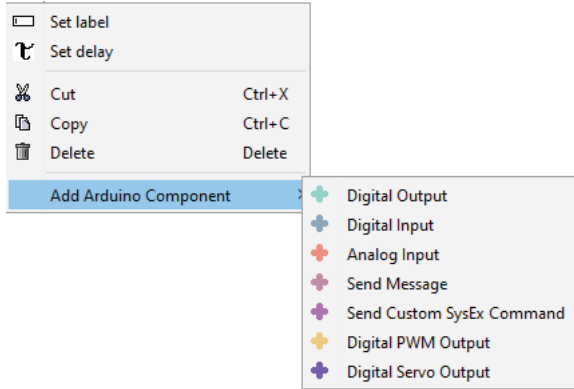 Set label
Set delay
Cut Ctrl+X
Copy Ctrl+C
Delete Delete
Add Arduino Component
Digital Output
Digital Input
Analog Input
Send Message
Send Custom SysEx Command
Digital PWM Output
Digital Servo Output